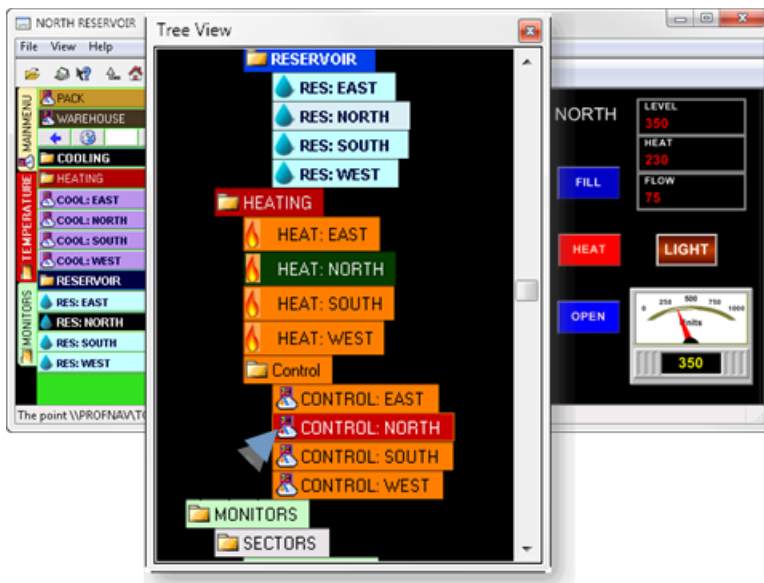 NORTH RESERVOIR
File View Help
MAINMENU
TEMPERATURE
MONITORS
PACK
WAREHOUSE
COOLING
HEATING
COOL: EAST
COOL: NORTH
COOL: SOUTH
COOL: WEST
RESERVOIR
RES: EAST
RES: NORTH
RES: SOUTH
RES: WEST
The point \\PROFNAV\
Tree View
RESERVOIR
RES: EAST
RES: NORTH
RES: SOUTH
RES: WEST
HEATING
HEAT: EAST
HEAT: NORTH
HEAT: SOUTH
HEAT: WEST
Control
CONTROL: EAST
CONTROL: NORTH
CONTROL: SOUTH
CONTROL: WEST
MONITORS
SECTORS
NORTH
LEVEL
350
HEAT
230
FLOW
75
FILL
HEAT
LIGHT
OPEN
0 250 500 750 1000
Units
350